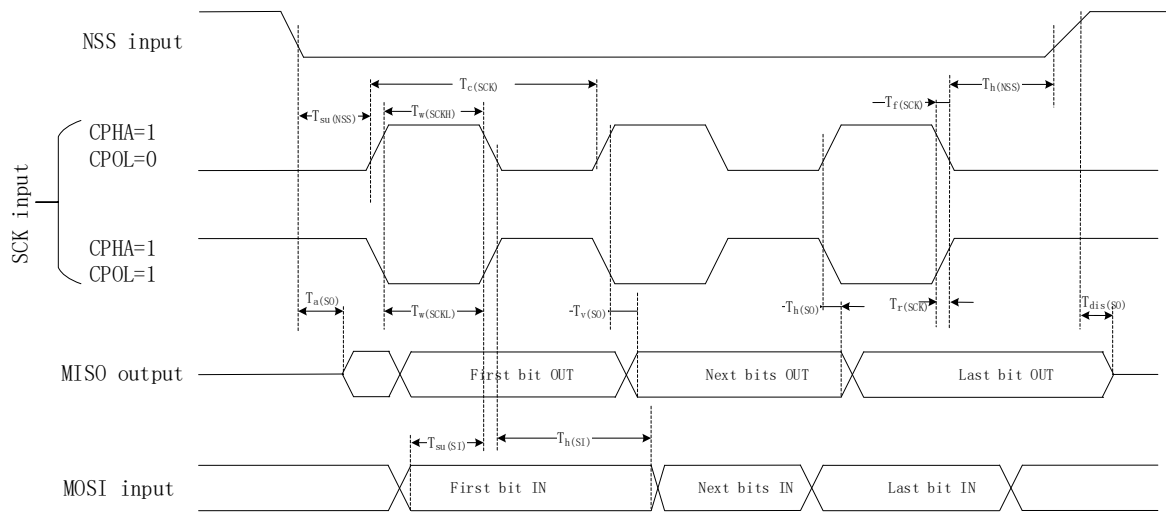 NSS input
Tc(SCK)
Th(NSS)
Tf(SCK)
Tsu(NSS)
Tw(SCKH)
CPHA=1
CPOL=0
SCK input
CPHA=1
CPOL=1
Ta(SO)
Tw(SCKL)
Tv(SO)
Th(SO)
Tr(SCK)
Tdis(SO)
MISO output
First bit OUT
Next bits OUT
Last bit OUT
Tsu(SI)
Th(SI)
MOSI input
First bit IN
Next bits IN
Last bit IN